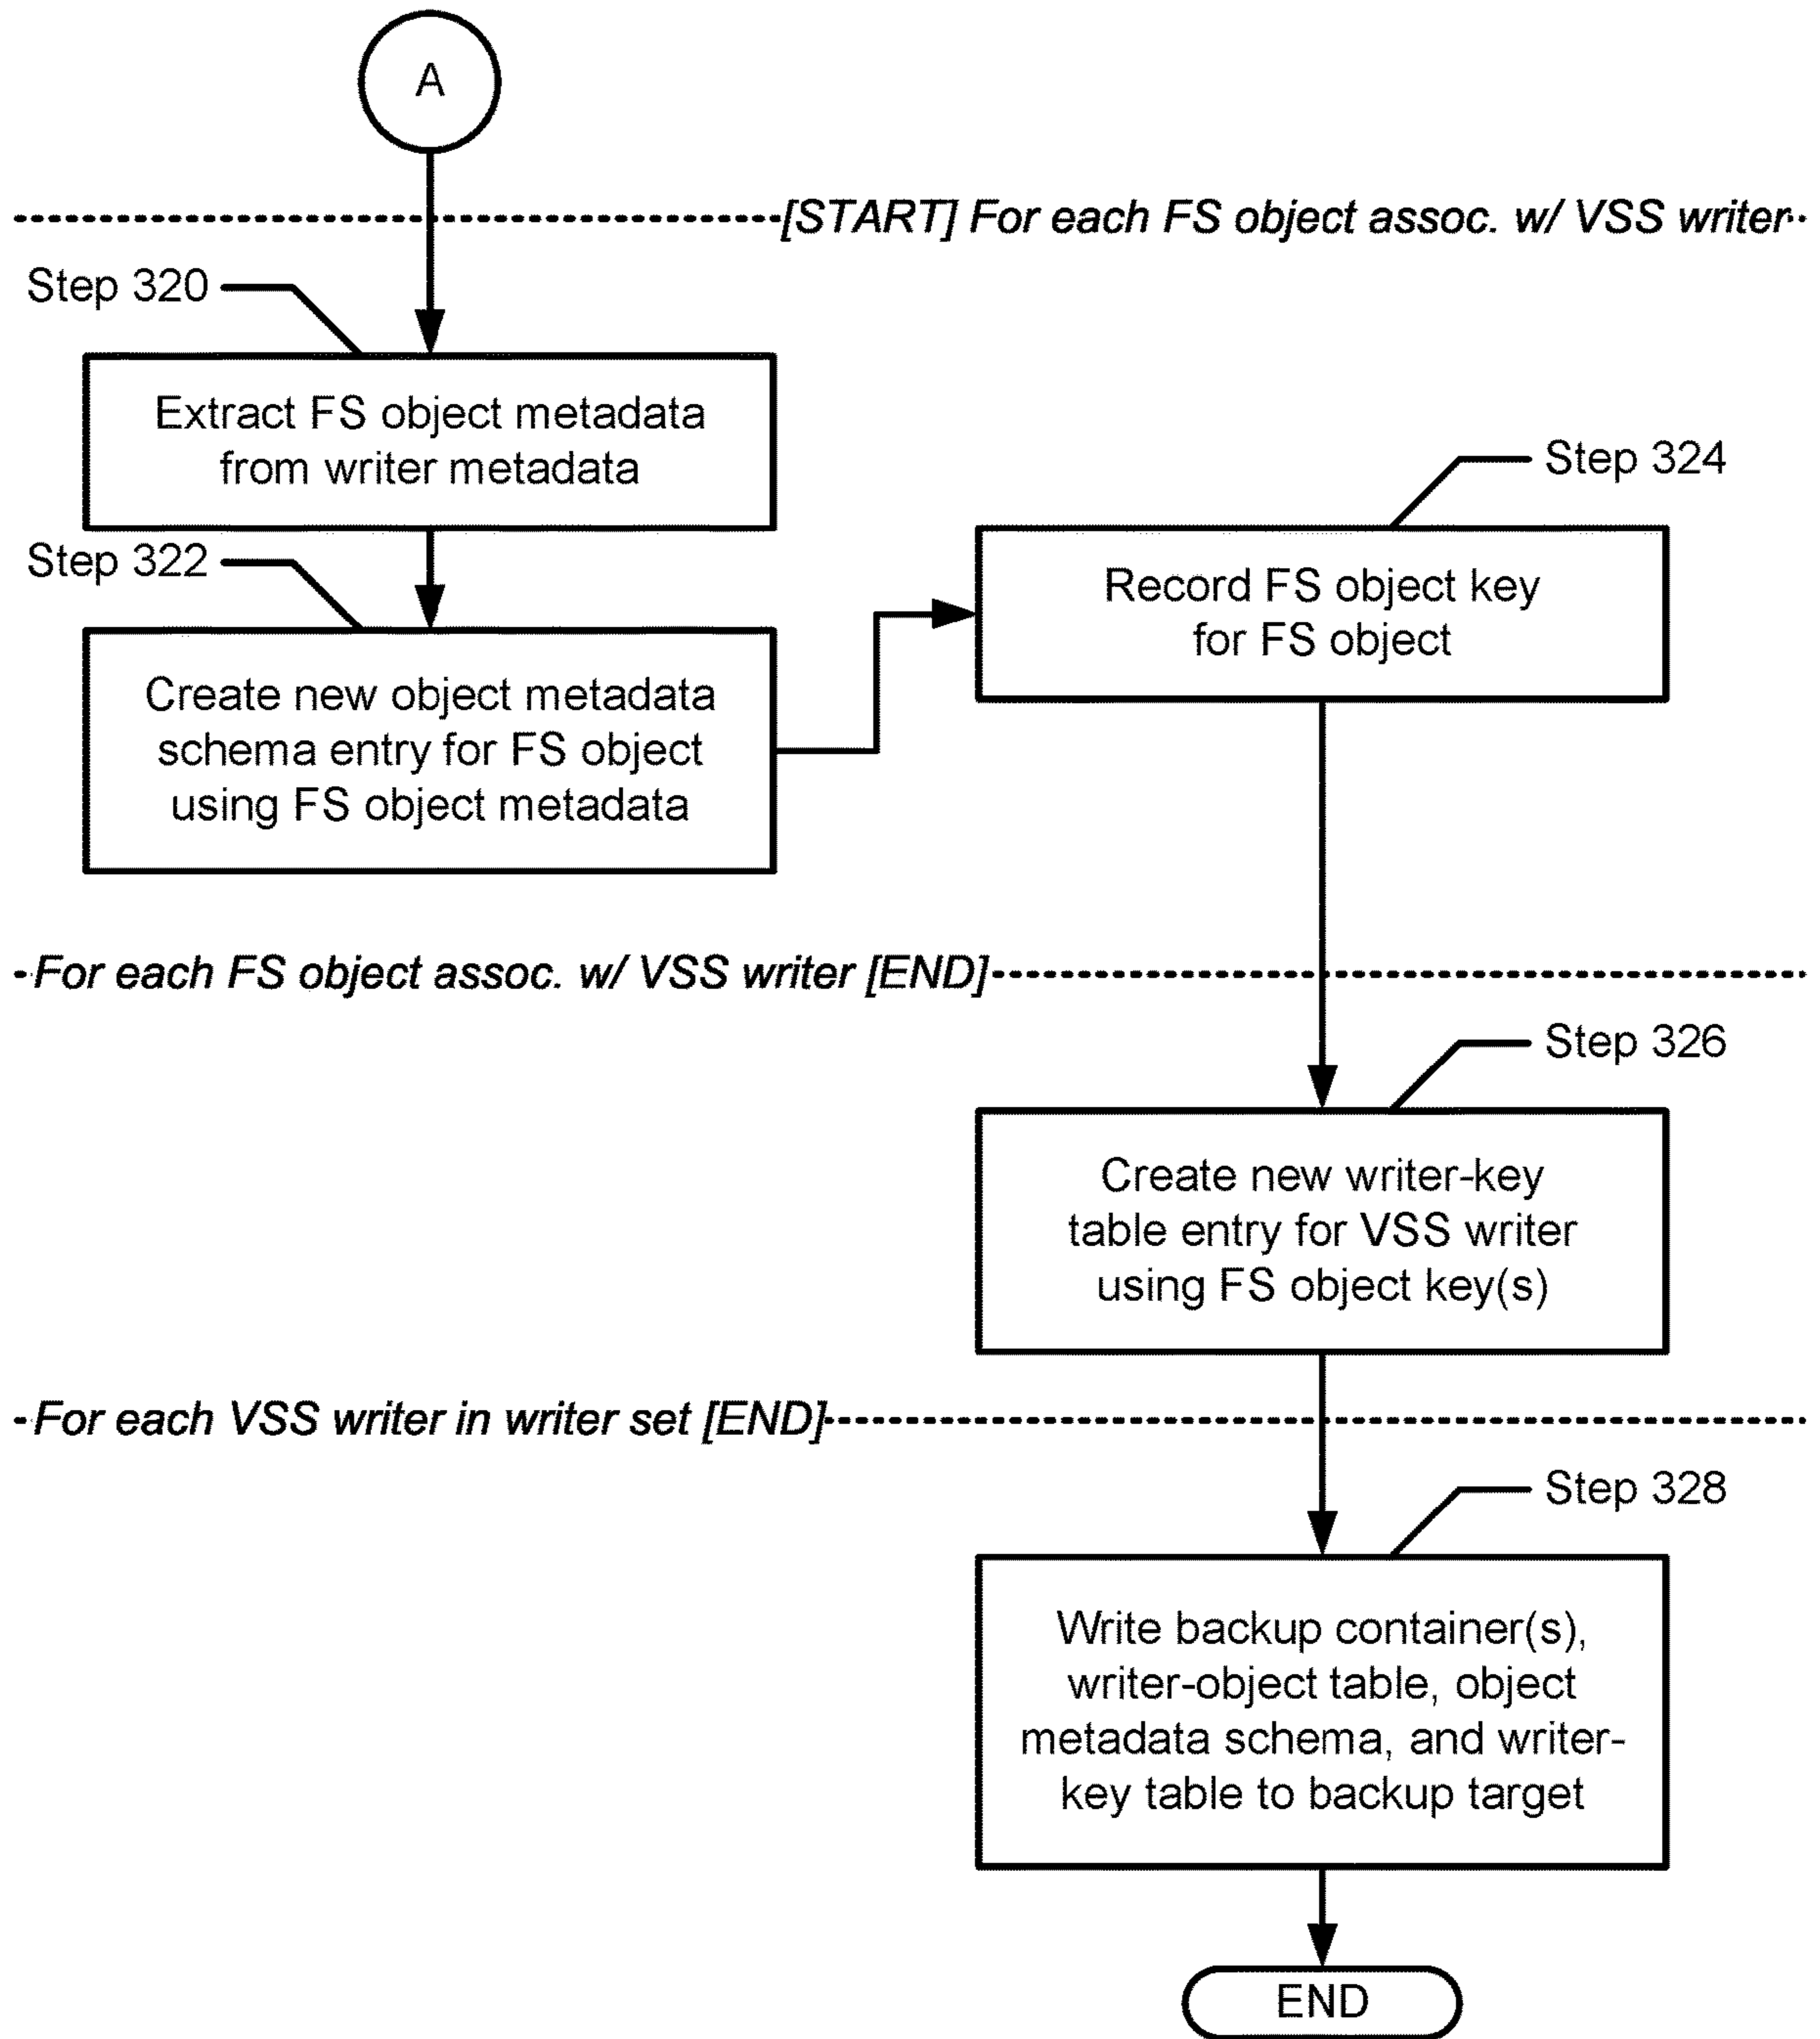 A
[START] For each FS object assoc. w/ VSS writer
Step 320
Extract FS object metadata
from writer metadata
Step 322
Create new object metadata
schema entry for FS object
using FS object metadata
Step 324
Record FS object key
for FS object
For each FS object assoc. w/ VSS writer [END]
Step 326
Create new writer-key
table entry for VSS writer
using FS object key(s)
For each VSS writer in writer set [END]
Step 328
Write backup container(s),
writer-object table, object
metadata schema, and writer-
key table to backup target
END